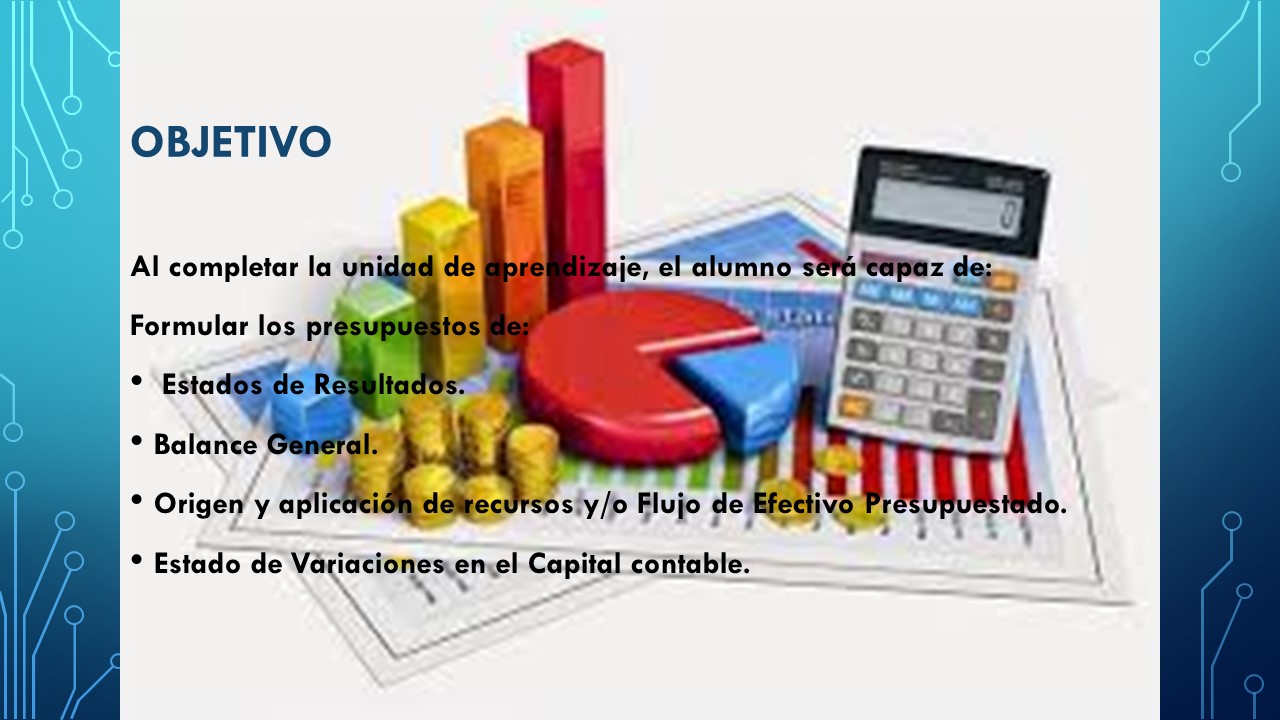 OBJETIVO
Al completar la unidad de aprendizaje, el alumno será capaz de:
Formular los presupuestos de:
• Estados de Resultados.
• Balance General.
• Origen y aplicación de recursos y/o Flujo de Efectivo Presupuestado.
• Estado de Variaciones en el Capital contable.
0